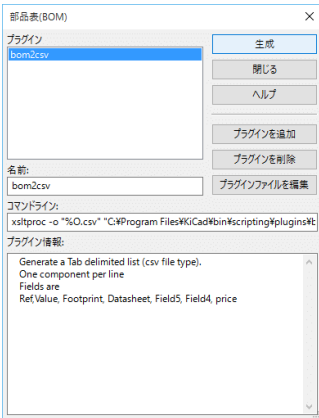 部品表(BOM)
プラグイン
bom2csv
生成
閉じる
ヘルプ
プラグインを追加
プラグインを削除
プラグインファイルを編集
名前:
bom2csv
コマンドライン:
xsltproc -o "%O.csv" "C:¥Program Files¥KiCad¥bin¥scripting¥plugins¥b
プラグイン情報:
Generate a Tab delimited list (csv file type).
One component per line
Fields are
Ref,Value, Footprint, Datasheet, Field5, Field4, price